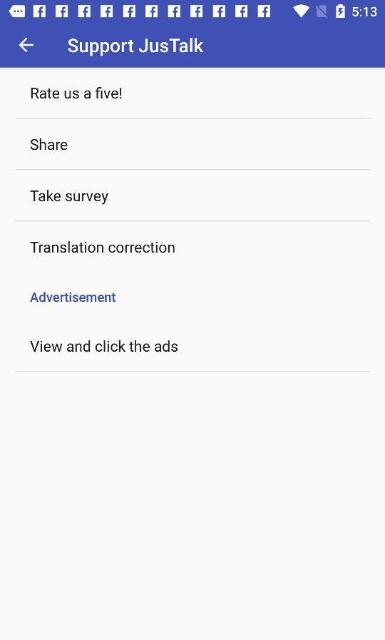 5:13
Support JusTalk
Rate us a five!
Share
Take survey
Translation correction
Advertisement
View and click the ads